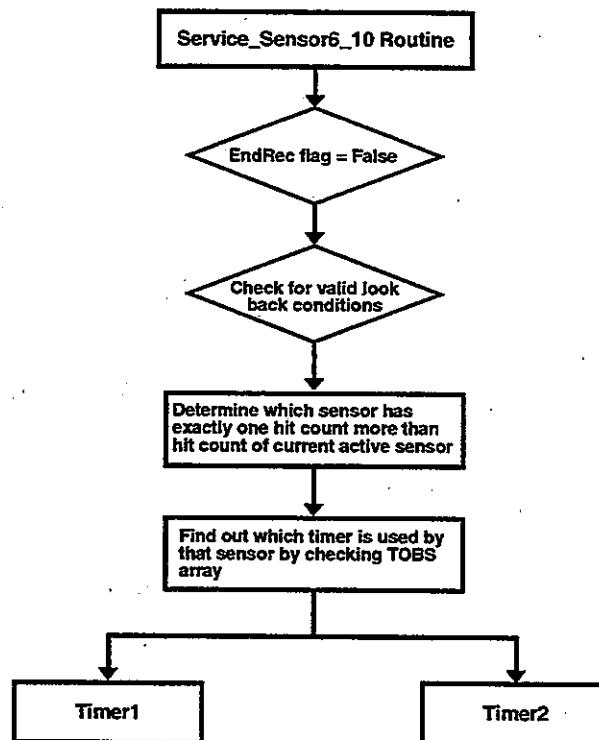 Service_Sensor6_10 Routine
EndRec flag = False
Check for valid look
back conditions
Determine which sensor has
exactly one hit count more than
hit count of current active sensor
Find out which timer is used by
that sensor by checking TOBS
array
Timer1
Timer2